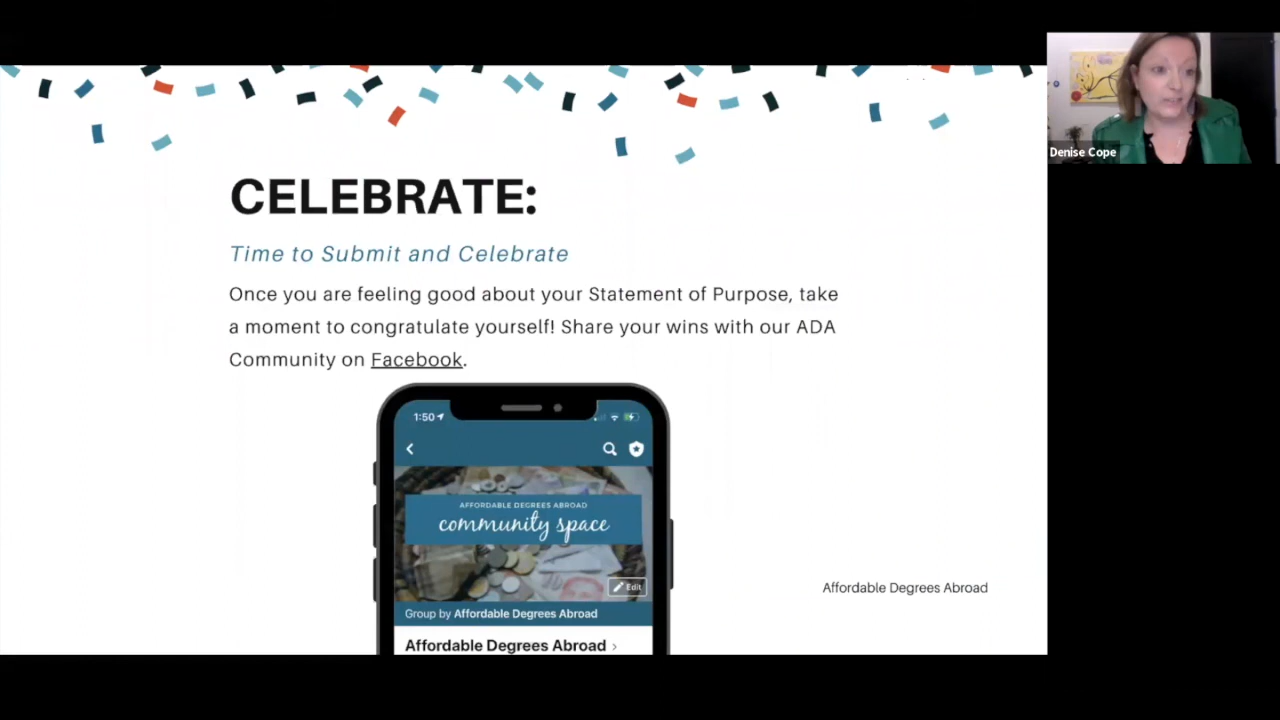 CELEBRATE:
Time to Submit and Celebrate
Once you are feeling good about your Statement of Purpose, take
a moment to congratulate yourself! Share your wins with our ADA
Community on Facebook.
1:50
AFFORDABLE DEGREES ABROAD
community space
Edit
Group by Affordable Degrees Abroad
Affordable Degrees Abroad >
Affordable Degrees Abroad
Denise Cope